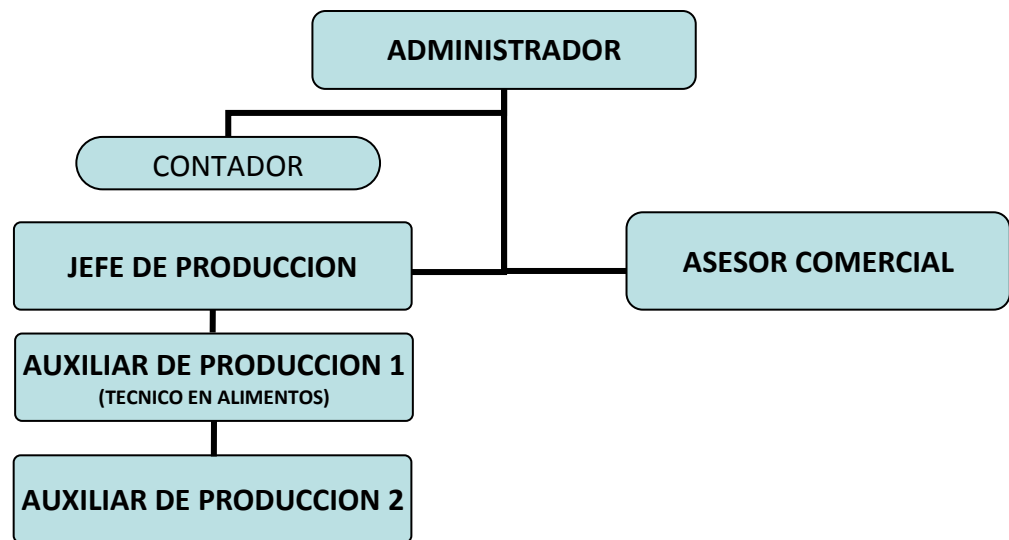 ADMINISTRADOR
CONTADOR
JEFE DE PRODUCCION
ASESOR COMERCIAL
AUXILIAR DE PRODUCCION 1
(TECNICO EN ALIMENTOS)
AUXILIAR DE PRODUCCION 2